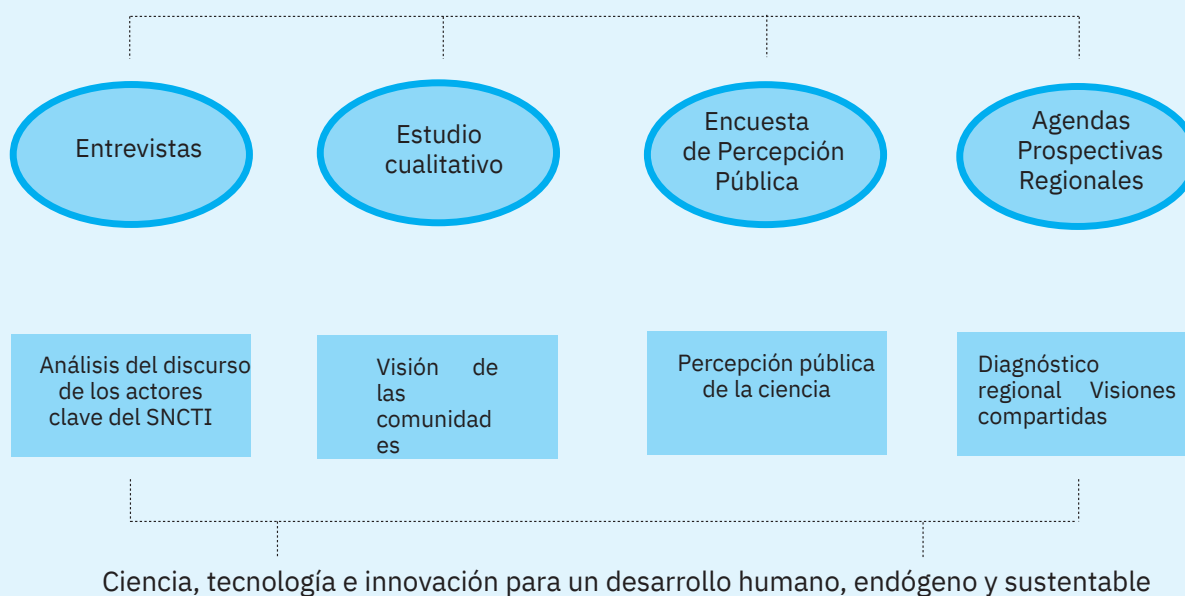 Entrevistas
Estudio
cualitativo
Encuesta
de Percepción
Pública
Agendas
Prospectivas
Regionales
Análisis del discurso
de los actores
clave del SNCTI
Visión de
las
comunidad
es
Percepción pública
de la ciencia
Diagnóstico
regional Visiones
compartidas
Ciencia, tecnología e innovación para un desarrollo humano, endógeno y sustentable